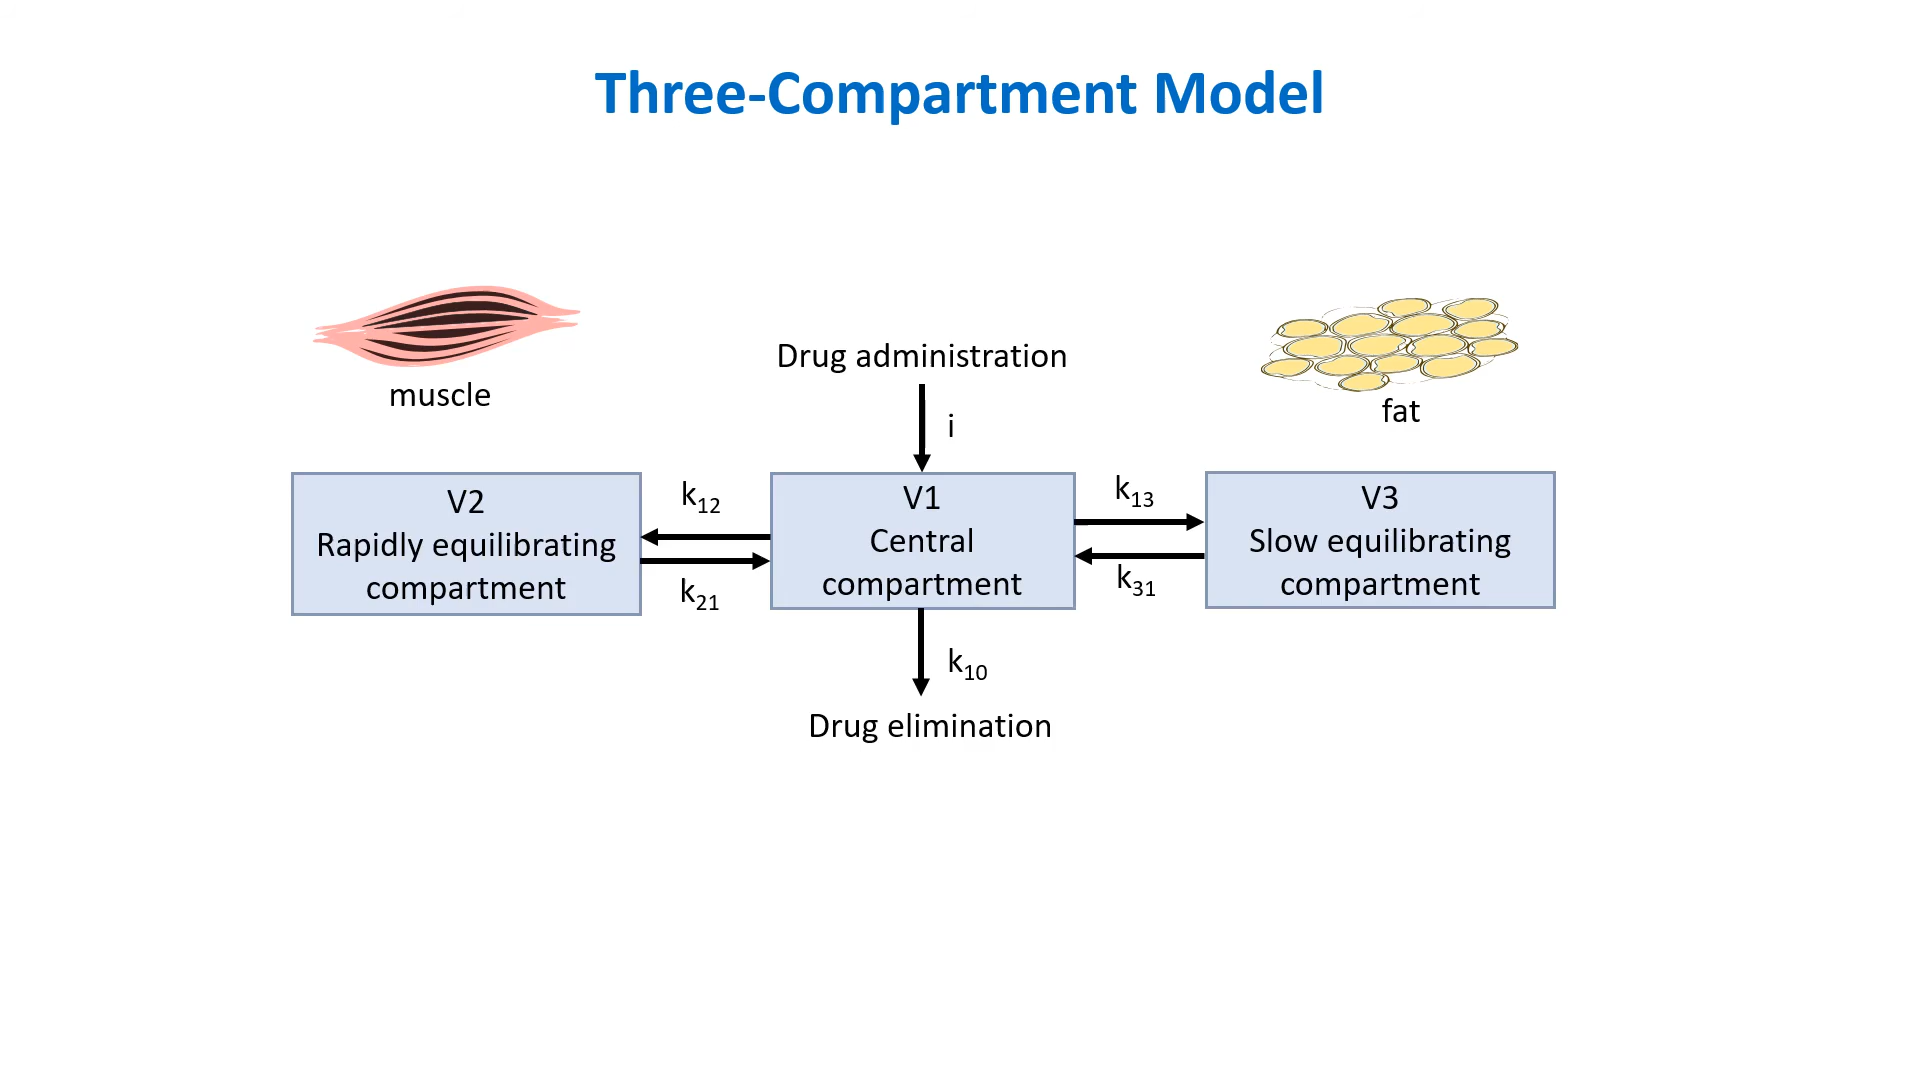 Three-Compartment Model
muscle
Drug administration
i
fat
V2
Rapidly equilibrating
compartment
k12
k21
V1
Central
compartment
k13
k31
V3
Slow equilibrating
compartment
k10
Drug elimination